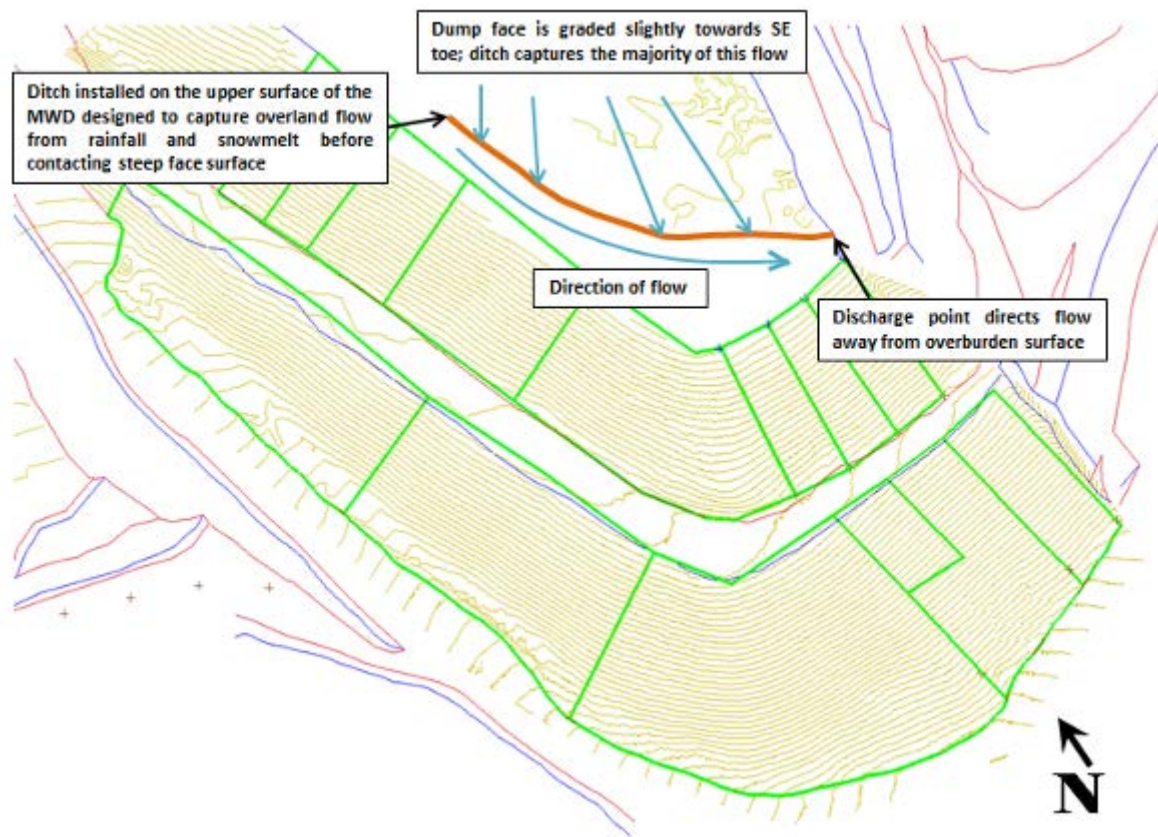 Dump face is graded slightly towards SE
toe; ditch captures the majority of this flow
Ditch installed on the upper surface of the
MWD designed to capture overland flow
from rainfall and snowmelt before
contacting steep face surface
Direction of flow
Discharge point directs flow
away from overburden surface
N